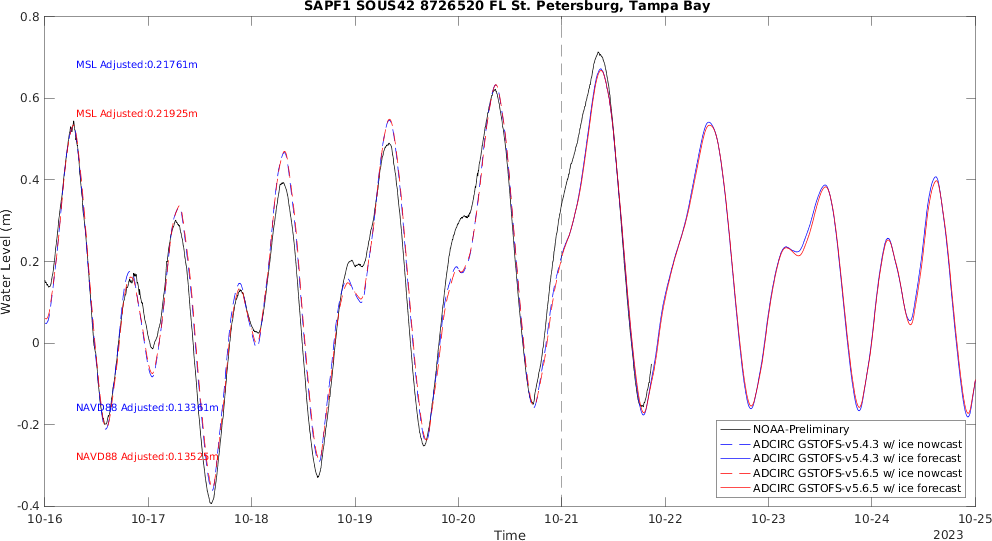 SAPF1 SOUS42 8726520 FL St. Petersburg, Tampa Bay
0.8
0.6
0.4
0.2
0
-0.2
-0.4
Water Level (m)
MSL Adjusted:0.21761m
MSL Adjusted:0.21925m
NAVD88 Adjusted:0.13361m
NAVD88 Adjusted:0.13525m
NOAA-Preliminary
ADCIRC GSTOFS-v5.4.3 w/ ice nowcast
ADCIRC GSTOFS-v5.4.3 w/ ice forecast
ADCIRC GSTOFS-v5.6.5 w/ ice nowcast
ADCIRC GSTOFS-v5.6.5 w/ ice forecast
10-16 10-17 10-18 10-19 10-20 10-21 10-22 10-23 10-24 10-25
Time
2023